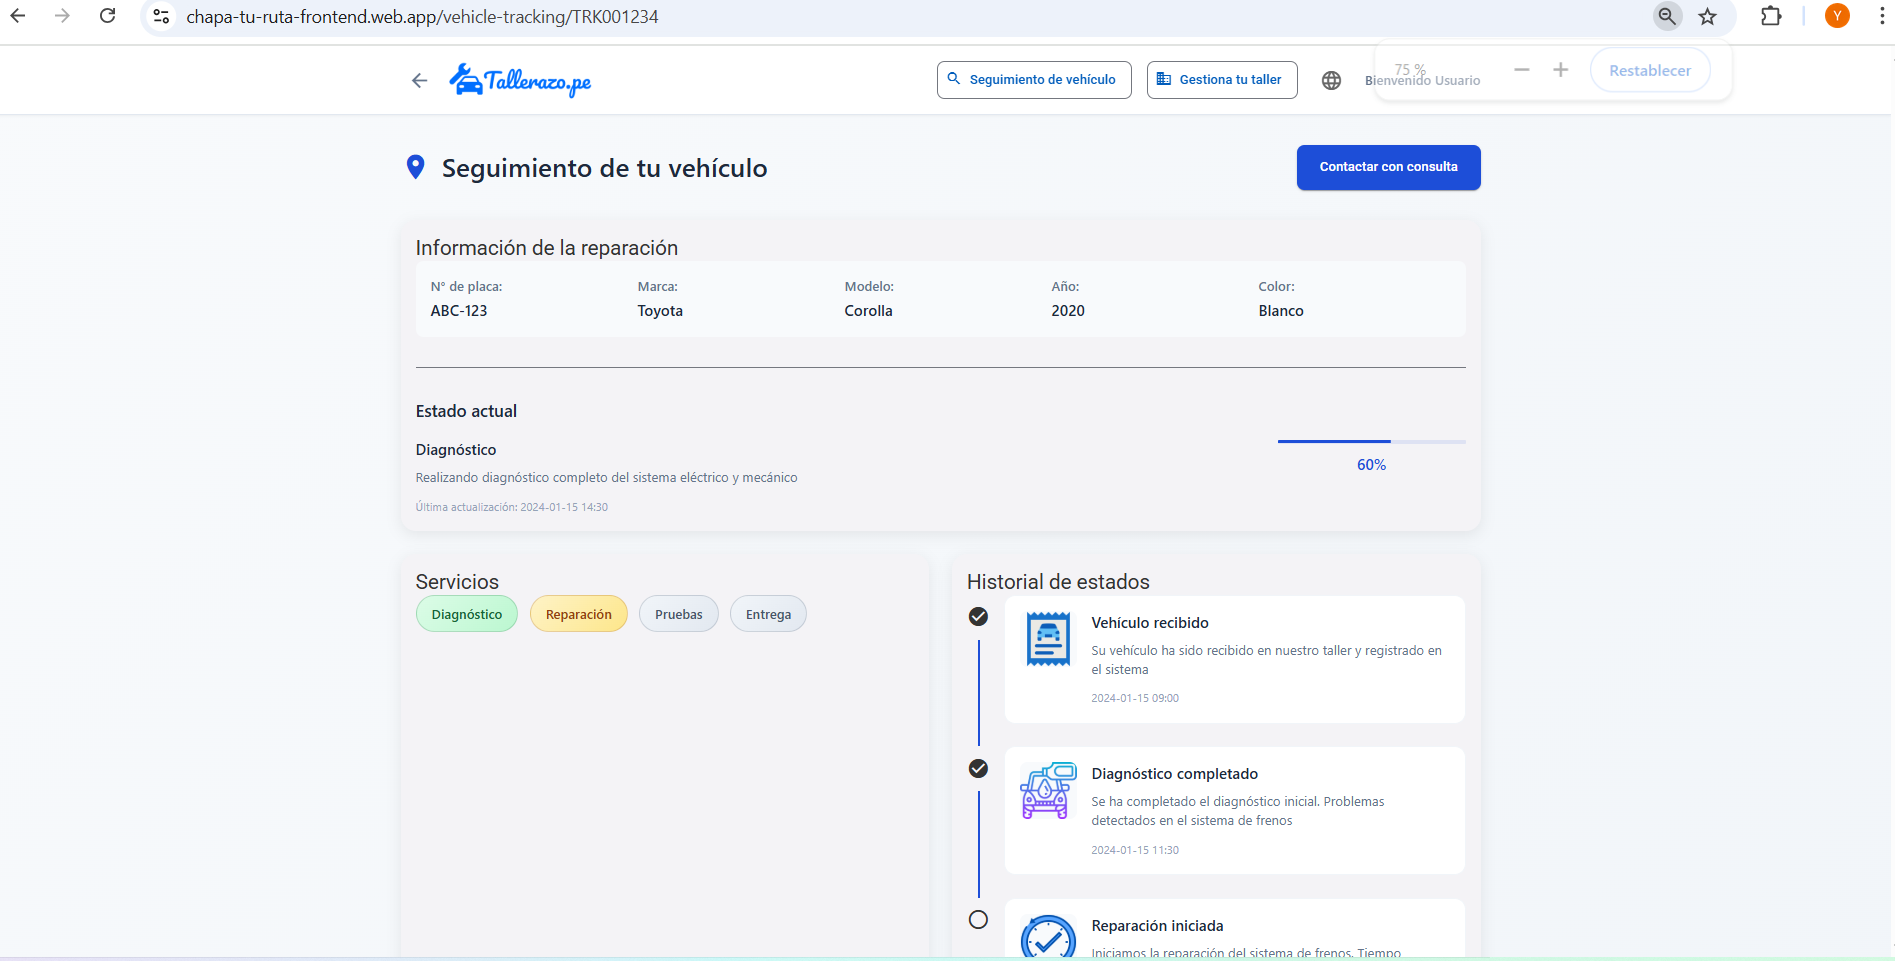 chapa-tu-ruta-frontend.web.app/vehicle-tracking/TRK001234
Y
Tallerazo.pe
Seguimiento de vehículo
Gestiona tu taller
Bienvenido Usuario
75 %
Restablecer
Seguimiento de tu vehículo
Contactar con consulta
Información de la reparación
N° de placa:
Marca:
Modelo:
Año:
Color:
ABC-123
Toyota
Corolla
2020
Blanco
Estado actual
Diagnóstico
Realizando diagnóstico completo del sistema eléctrico y mecánico
Última actualización: 2024-01-15 14:30
60%
Servicios
Diagnóstico
Reparación
Pruebas
Entrega
Historial de estados
Vehículo recibido
Su vehículo ha sido recibido en nuestro taller y registrado en
el sistema
2024-01-15 09:00
Diagnóstico completado
Se ha completado el diagnóstico inicial. Problemas
detectados en el sistema de frenos
2024-01-15 11:30
Reparación iniciada
Iniciamos la reparación del sistema de frenos. Tiempo